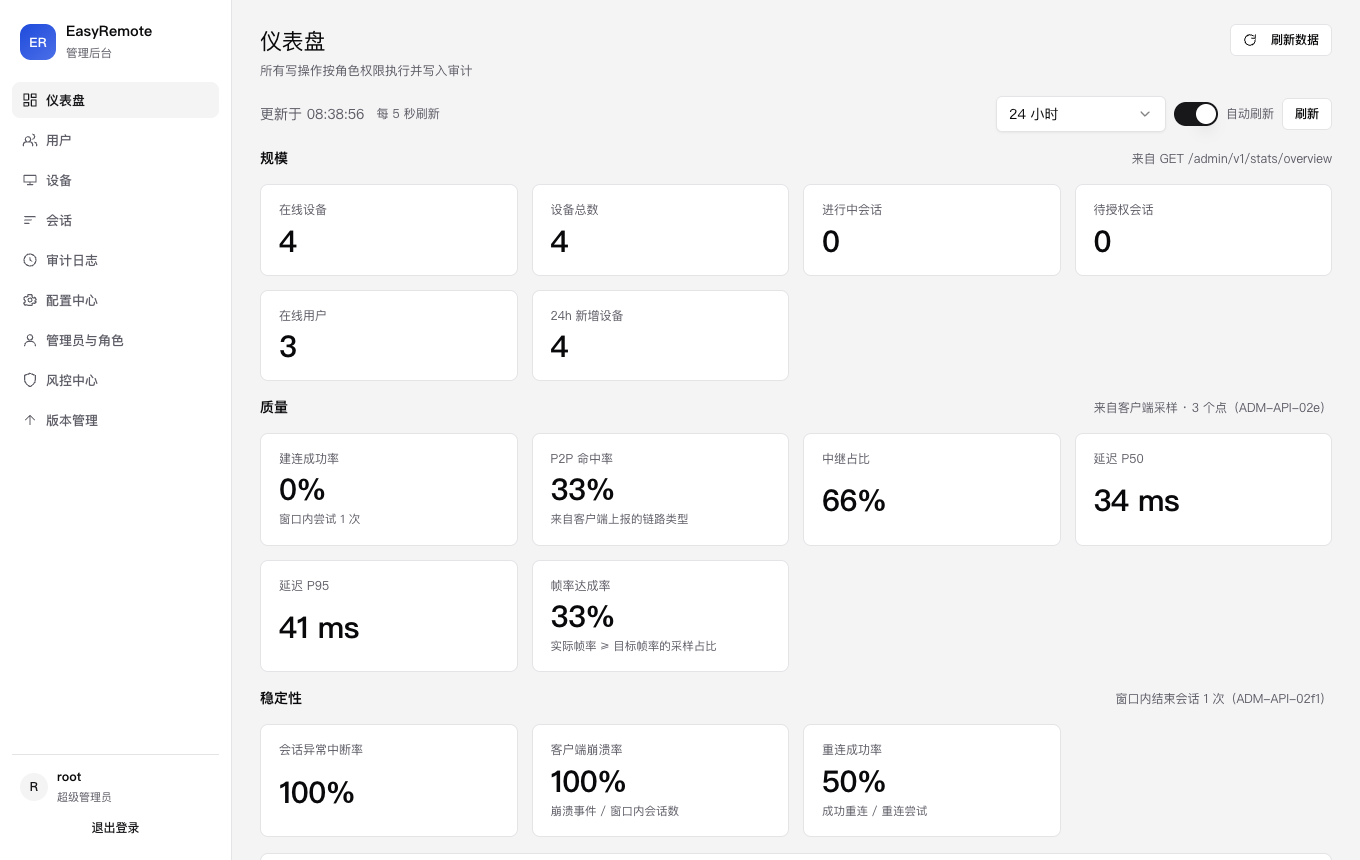 ER
EasyRemote
管理后台
仪表盘
用户
设备
会话
审计日志
配置中心
管理员与角色
风控中心
版本管理
R
root
超级管理员
退出登录
仪表盘
所有写操作按角色权限执行并写入审计
刷新数据
更新于 08:38:56 每 5 秒刷新
24 小时
自动刷新
刷新
规模
来自 GET /admin/v1/stats/overview
在线设备
4
设备总数
4
进行中会话
0
待授权会话
0
在线用户
3
24h 新增设备
4
质量
来自客户端采样 · 3 个点（ADM-API-02e）
建连成功率
0%
窗口内尝试 1 次
P2P 命中率
33%
来自客户端上报的链路类型
中继占比
66%
延迟 P50
34 ms
延迟 P95
41 ms
帧率达成率
33%
实际帧率 ≥ 目标帧率的采样占比
稳定性
窗口内结束会话 1 次（ADM-API-02f1）
会话异常中断率
100%
客户端崩溃率
100%
崩溃事件 / 窗口内会话数
重连成功率
50%
成功重连 / 重连尝试